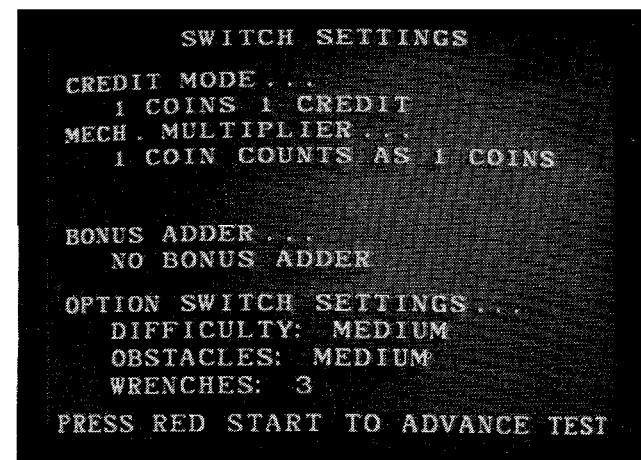 SWITCH SETTINGS
CREDIT MODE...
1 COINS 1 CREDIT
MECH. MULTIPLIER...
1 COIN COUNTS AS 1 COINS
BONUS ADDER...
NO BONUS ADDER
OPTION SWITCH SETTINGS...
DIFFICULTY: MEDIUM
OBSTACLES: MEDIUM
WRENCHES: 3
PRESS RED START TO ADVANCE TEST